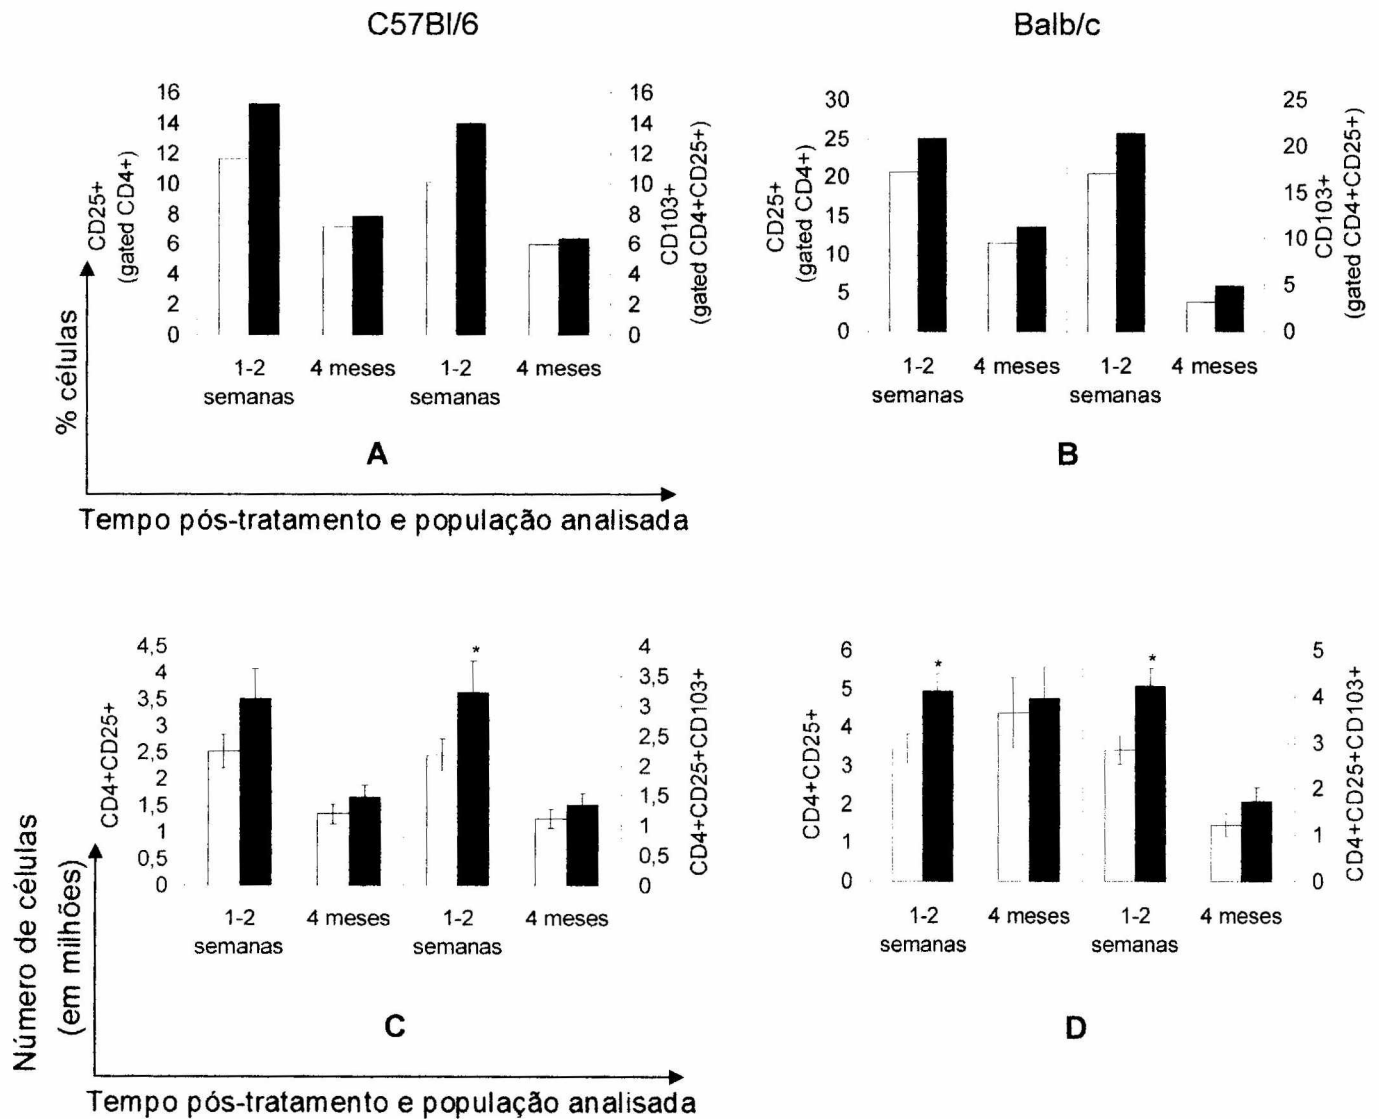 C57Bl/6
Balb/c
CD25+
(gated CD4+)
16
14
12
10
8
6
4
2
0
16
14
12
10
8
6
4
2
0
CD103+
(gated CD4+CD25+)
1-2
semanas
4 meses
1-2
semanas
4 meses
A
% células
Tempo pós-tratamento e população analisada
CD25+
(gated CD4+)
30
25
20
15
10
5
0
25
20
15
10
5
0
CD103+
(gated CD4+CD25+)
1-2
semanas
4 meses
1-2
semanas
4 meses
B
CD4+CD25+
4,5
4
3,5
3
2,5
2
1,5
1
0,5
0
*
4
3,5
3
2,5
2
1,5
1
0,5
0
CD4+CD25+CD103+
1-2
semanas
4 meses
1-2
semanas
4 meses
C
Número de células
(em milhões)
Tempo pós-tratamento e população analisada
CD4+CD25+
6
5
4
3
2
1
0
*
*
5
4
3
2
1
0
CD4+CD25+CD103+
1-2
semanas
4 meses
1-2
semanas
4 meses
D